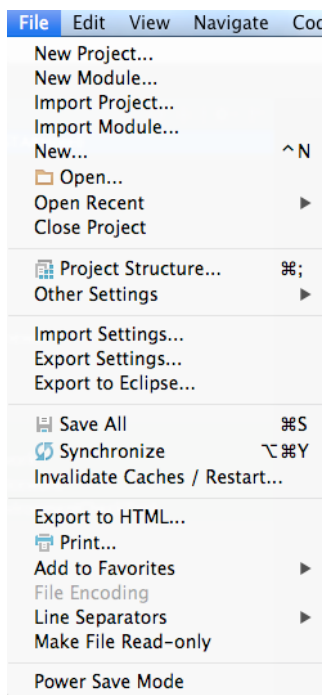 File Edit View Navigate Coc
New Project...
New Module...
Import Project...
Import Module...
New... ^N
Open...
Open Recent ▶
Close Project
Project Structure... ⌘;
Other Settings ▶
Import Settings...
Export Settings...
Export to Eclipse...
Save All ⌘S
Synchronize ⌥⌘Y
Invalidate Caches / Restart...
Export to HTML...
Print...
Add to Favorites ▶
File Encoding
Line Separators ▶
Make File Read-only
Power Save Mode